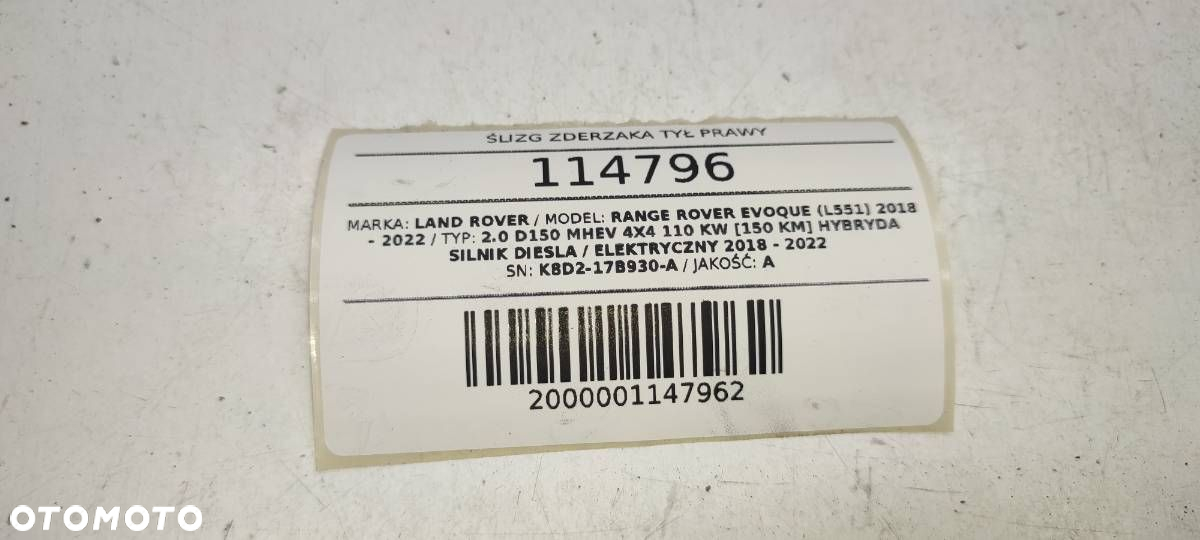 ŚLIZG ZDERZAKA TYŁ PRAWY
114796
MARKA: LAND ROVER / MODEL: RANGE ROVER EVOQUE (L551) 2018
- 2022 / TYP: 2.0 D150 MHEV 4X4 110 KW [150 KM] HYBRYDA
SILNIK DIESLA / ELEKTRYCZNY 2018 - 2022
SN: K8D2-17B930-A / JAKOŚĆ: A
2000001147962
OTOMOTO